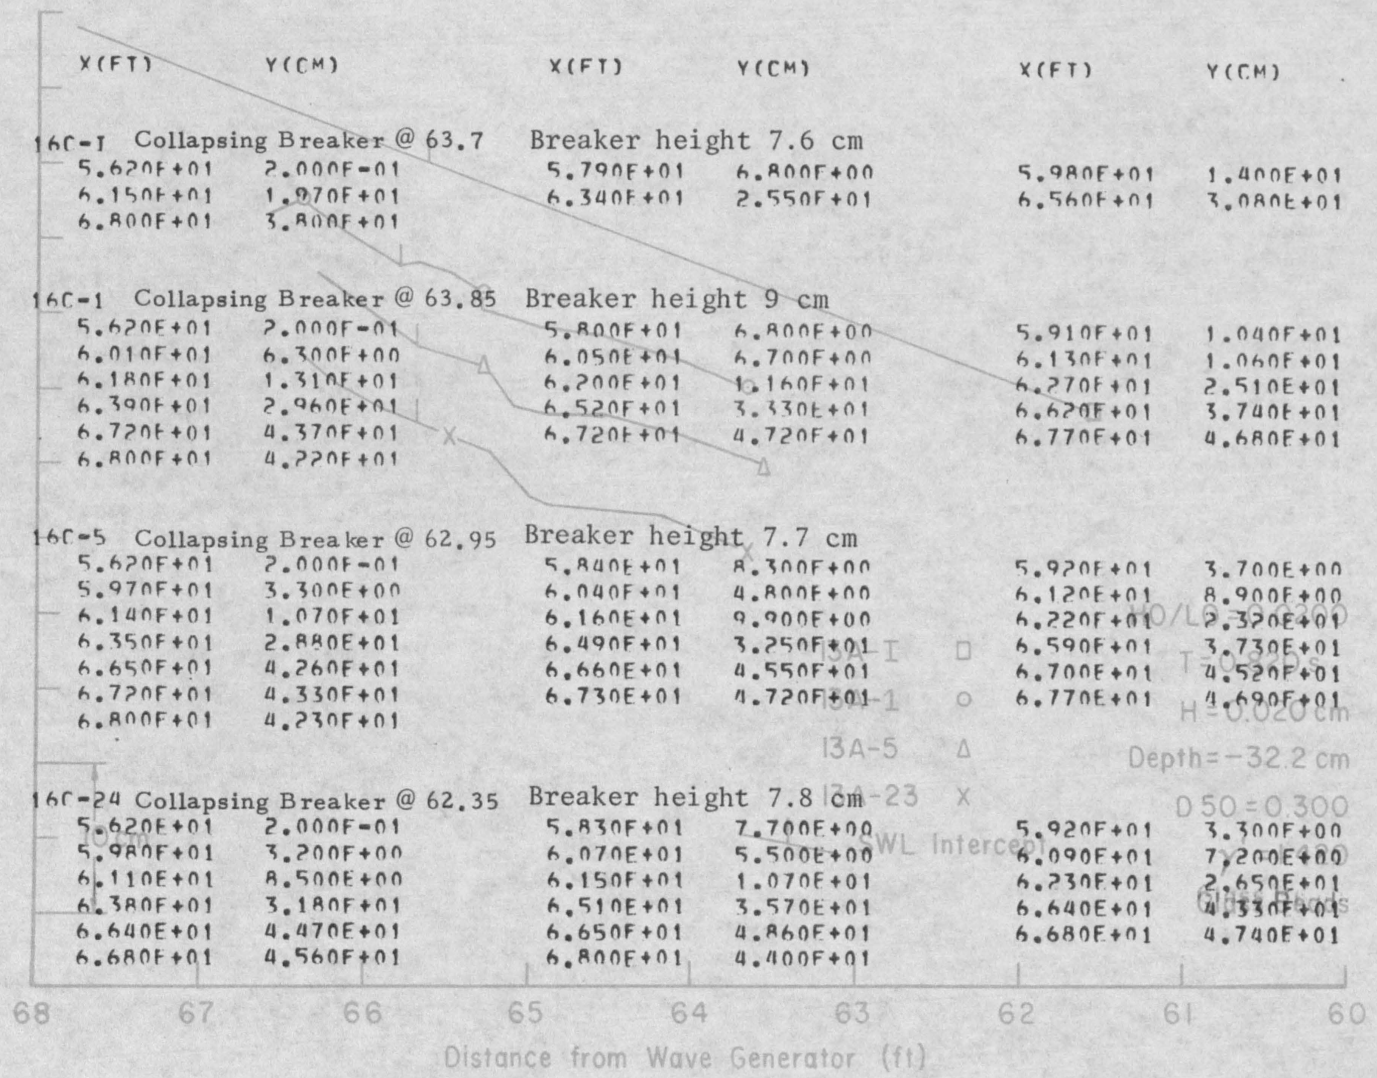 X(FT) Y(CM) X(FT) Y(CM) X(FT) Y(CM)
16C-I Collapsing Breaker @ 63.7 Breaker height 7.6 cm
5.620E+01 2.000E-01 5.790E+01 6.800E+00 5.980E+01 1.400E+01
6.150E+01 1.970E+01 6.340E+01 2.550E+01 6.560E+01 3.080E+01
6.800E+01 3.800E+01
16C-1 Collapsing Breaker @ 63.85 Breaker height 9 cm
5.620E+01 2.000E-01 5.800E+01 6.800E+00 5.910E+01 1.040E+01
6.010E+01 6.300E+00 6.050E+01 6.700E+00 6.130E+01 1.060E+01
6.180E+01 1.310E+01 6.200E+01 1.160E+01 6.270E+01 2.510E+01
6.390E+01 2.960E+01 6.520E+01 3.330E+01 6.620E+01 3.740E+01
6.720E+01 4.370E+01 6.720E+01 4.720E+01 6.770E+01 4.680E+01
6.800E+01 4.220E+01
16C-5 Collapsing Breaker @ 62.95 Breaker height 7.7 cm
5.620E+01 2.000E-01 5.840E+01 8.300E+00 5.920E+01 3.700E+00
5.970E+01 3.300E+00 6.040E+01 4.800E+00 6.120E+01 8.900E+00
6.140E+01 1.070E+01 6.160E+01 9.900E+00 6.220E+01 2.320E+01
6.350E+01 2.880E+01 6.490E+01 3.250E+01 6.590E+01 3.730E+01
6.650E+01 4.260E+01 6.660E+01 4.550E+01 6.700E+01 4.520E+01
6.720E+01 4.330E+01 6.730E+01 4.720E+01 6.770E+01 4.690E+01
6.800E+01 4.230E+01
16C-24 Collapsing Breaker @ 62.35 Breaker height 7.8 cm
5.620E+01 2.000E-01 5.830E+01 7.700E+00 5.920E+01 3.300E+00
5.980E+01 3.200E+00 6.070E+01 5.500E+00 6.090E+01 7.200E+00
6.110E+01 8.500E+00 6.150E+01 1.070E+01 6.230E+01 2.650E+01
6.380E+01 3.180E+01 6.510E+01 3.570E+01 6.640E+01 4.330E+01
6.640E+01 4.470E+01 6.650E+01 4.860E+01 6.680E+01 4.740E+01
6.680E+01 4.560E+01 6.800E+01 4.400E+01
HO/LO=0.0200
13A-I
13A-1
H=0.020 cm
13A-5
Depth=-32.2 cm
13A-23
D50=0.300
SWL Intercept
Glass Beads
68 67 66 65 64 63 62 61 60
Distance from Wave Generator (ft)